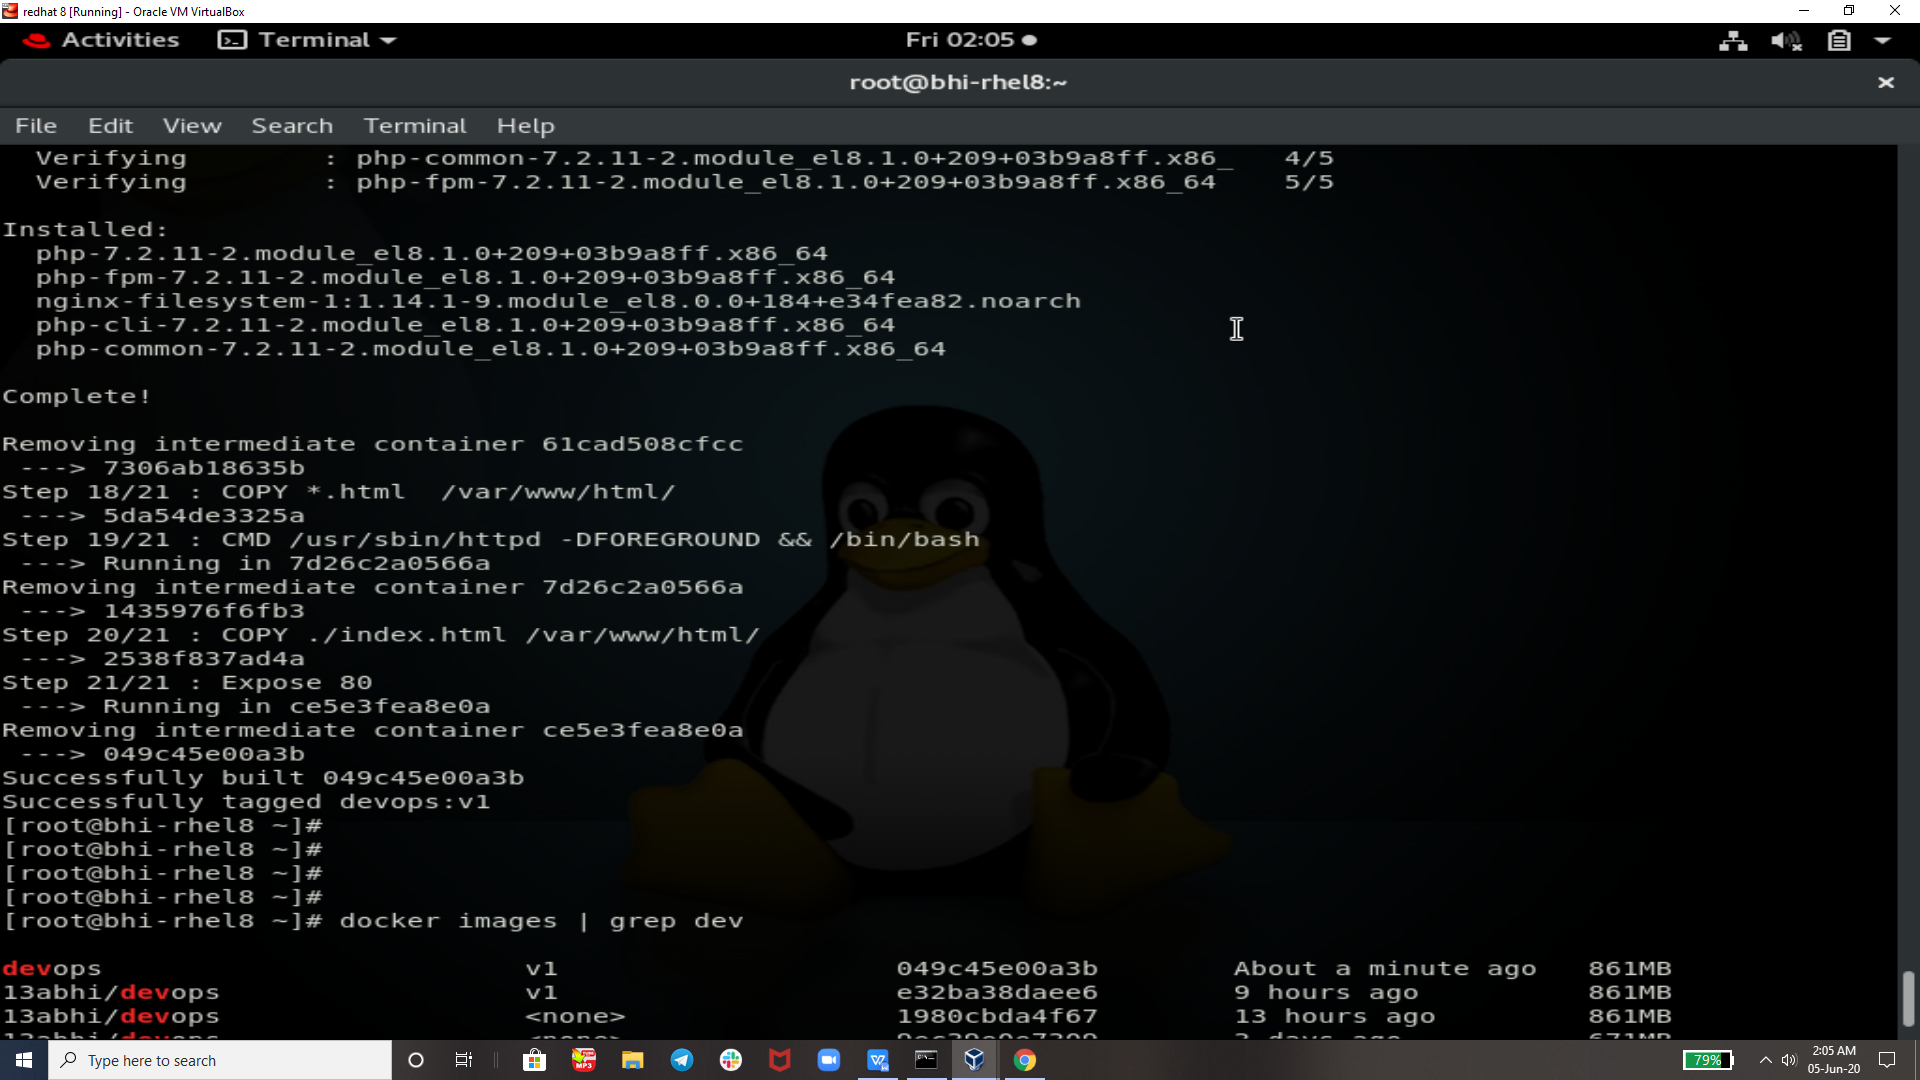 redhat 8 [Running] - Oracle VM VirtualBox
Activities Terminal Fri 02:05
root@bhi-rhel8:~
File Edit View Search Terminal Help
Verifying : php-common-7.2.11-2.module_el8.1.0+209+03b9a8ff.x86_ 4/5
Verifying : php-fpm-7.2.11-2.module_el8.1.0+209+03b9a8ff.x86_64 5/5
Installed:
php-7.2.11-2.module_el8.1.0+209+03b9a8ff.x86_64
php-fpm-7.2.11-2.module_el8.1.0+209+03b9a8ff.x86_64
nginx-filesystem-1:1.14.1-9.module_el8.0.0+184+e34fea82.noarch
php-cli-7.2.11-2.module_el8.1.0+209+03b9a8ff.x86_64
php-common-7.2.11-2.module_el8.1.0+209+03b9a8ff.x86_64
Complete!
Removing intermediate container 61cad508cfcc
---> 7306ab18635b
Step 18/21 : COPY *.html /var/www/html/
---> 5da54de3325a
Step 19/21 : CMD /usr/sbin/httpd -DFOREGROUND && /bin/bash
---> Running in 7d26c2a0566a
Removing intermediate container 7d26c2a0566a
---> 1435976f6fb3
Step 20/21 : COPY ./index.html /var/www/html/
---> 2538f837ad4a
Step 21/21 : Expose 80
---> Running in ce5e3fea8e0a
Removing intermediate container ce5e3fea8e0a
---> 049c45e00a3b
Successfully built 049c45e00a3b
Successfully tagged devops:v1
[root@bhi-rhel8 ~]#
[root@bhi-rhel8 ~]#
[root@bhi-rhel8 ~]#
[root@bhi-rhel8 ~]#
[root@bhi-rhel8 ~]# docker images | grep dev
devops v1 049c45e00a3b About a minute ago 861MB
13abhi/devops v1 e32ba38daee6 9 hours ago 861MB
13abhi/devops <none> 1980cbda4f67 13 hours ago 861MB
Type here to search
79%
2:05 AM
05-Jun-20